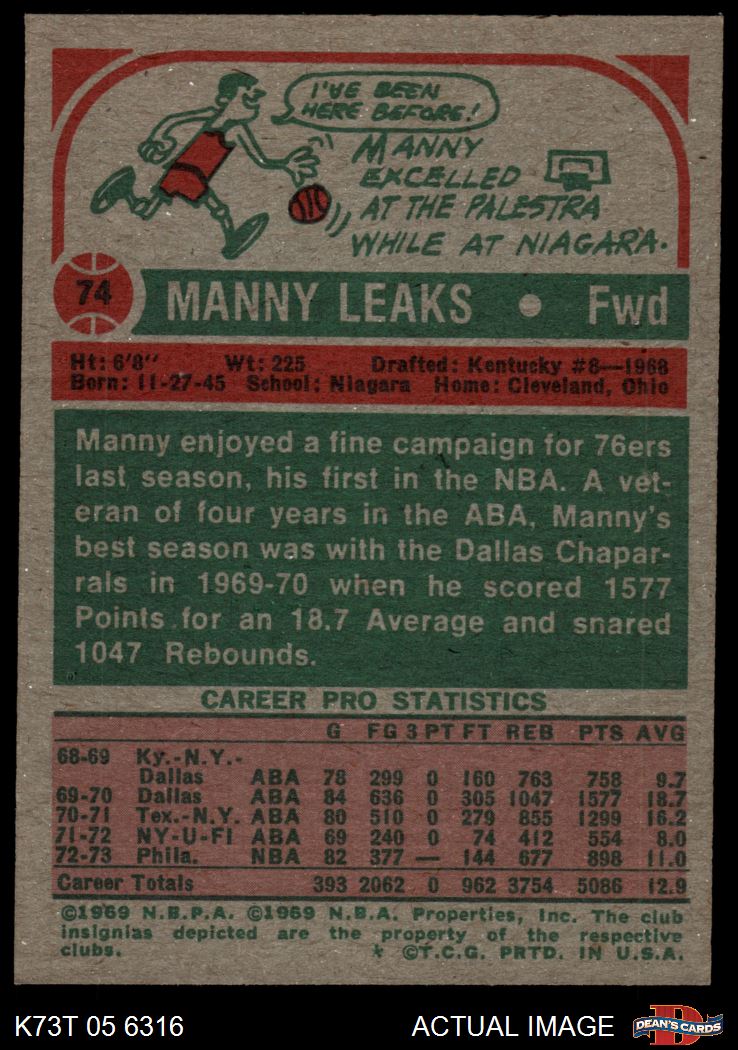 I'VE BEEN
HERE BEFORE!
MANNY
EXCELLED
AT THE PALESTRA
WHILE AT NIAGARA.
74 MANNY LEAKS • Fwd
Ht: 6'8" Wt: 225 Drafted: Kentucky #8—1968
Born: 11-27-45 School: Niagara Home: Cleveland, Ohio
Manny enjoyed a fine campaign for 76ers
last season, his first in the NBA. A vet-
eran of four years in the ABA, Manny's
best season was with the Dallas Chapar-
rals in 1969-70 when he scored 1577
Points for an 18.7 Average and snared
1047 Rebounds.
CAREER PRO STATISTICS
G FG 3PT FT REB PTS AVG
68-69 Ky.-N.Y.-
Dallas ABA 78 299 0 160 763 758 9.7
69-70 Dallas ABA 84 636 0 305 1047 1577 18.7
70-71 Tex.-N.Y. ABA 80 510 0 279 855 1299 16.2
71-72 NY-U-Fl ABA 69 240 0 74 412 554 8.0
72-73 Phila. NBA 82 377 — 144 677 898 11.0
Career Totals 393 2062 0 962 3754 5086 12.9
©1969 N.B.P.A. ©1969 N.B.A. Properties, Inc. The club
insignias depicted are the property of the respective
clubs. * ©T.C.G. PRTD. IN U.S.A.
K73T 05 6316 ACTUAL IMAGE DEAN'S CARDS